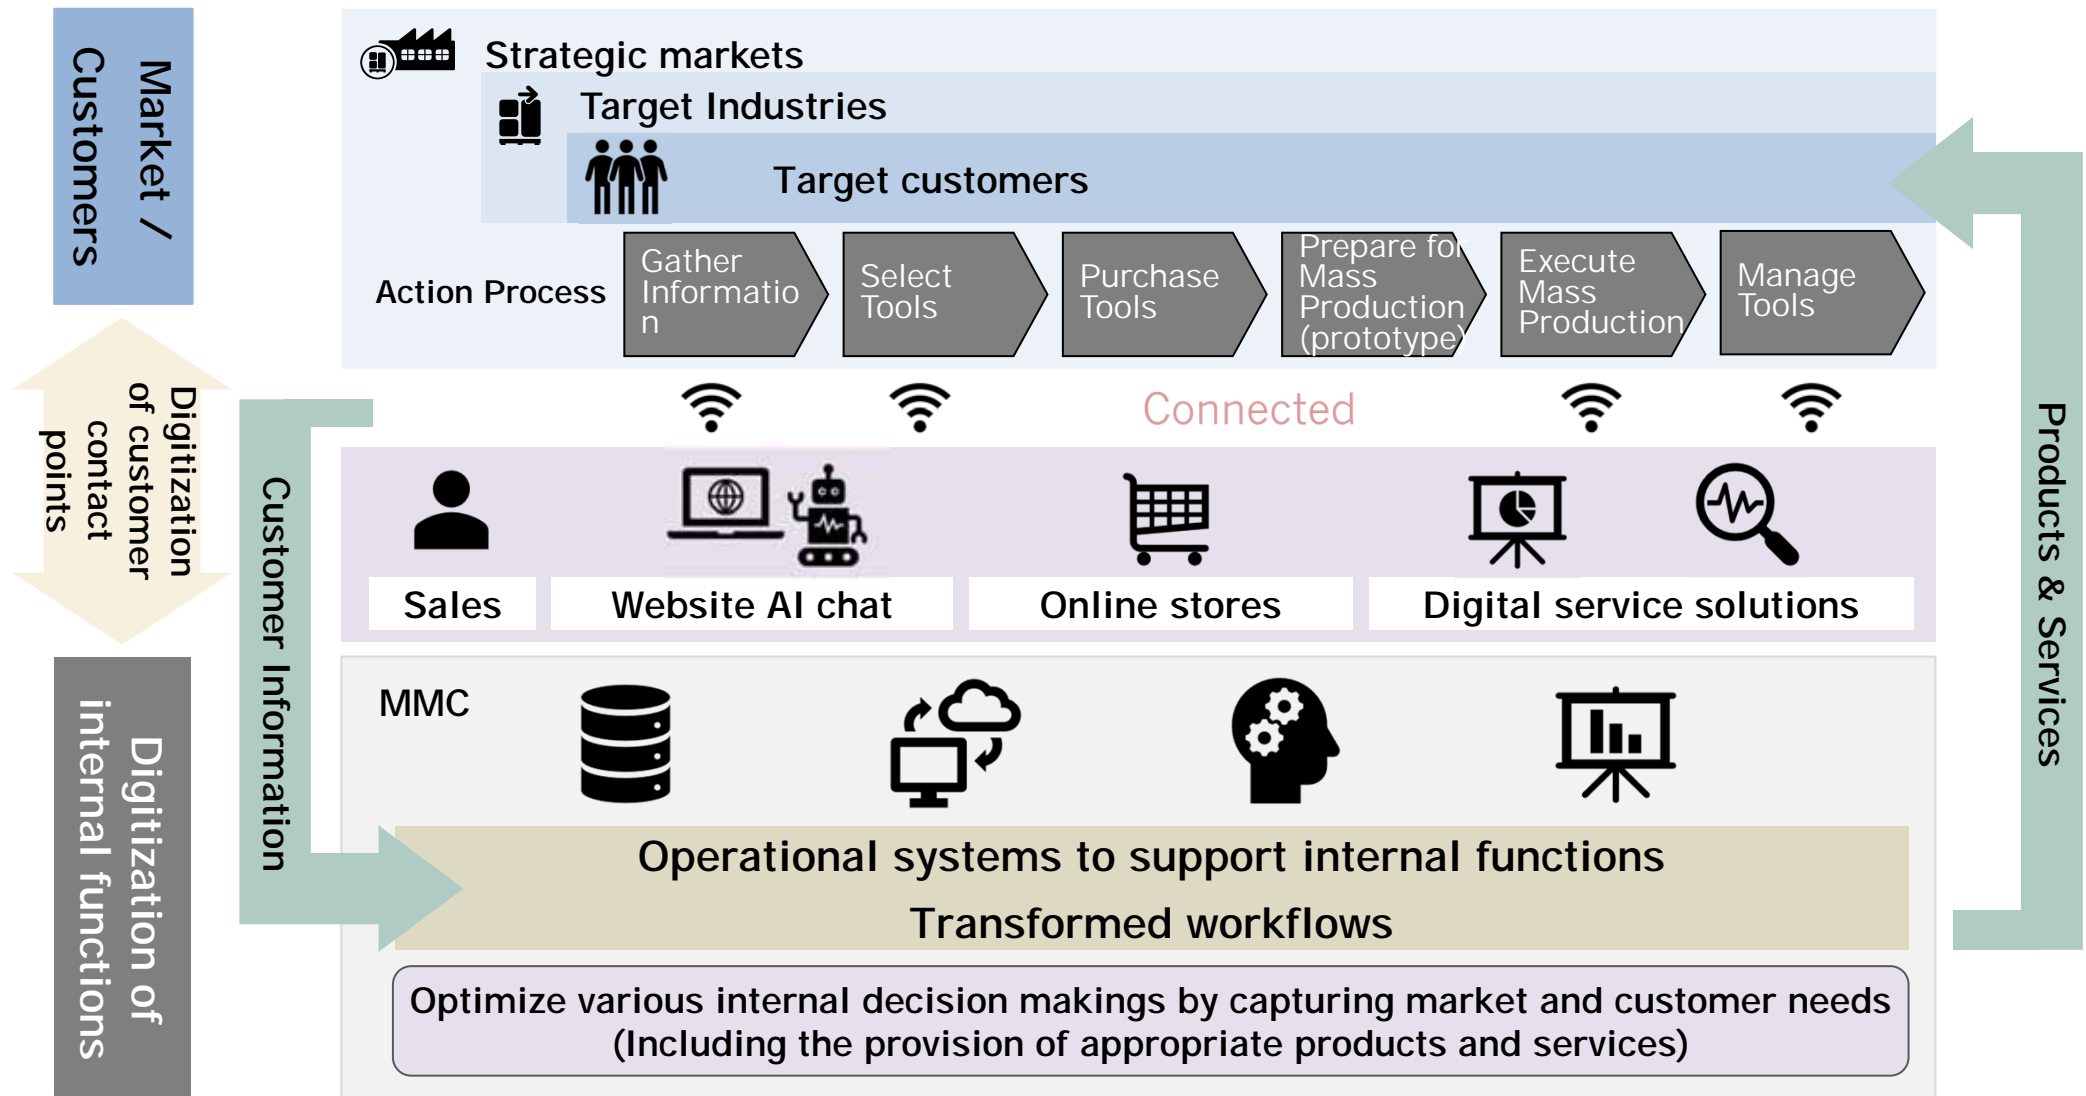 Market /
Customers
Strategic markets
Target Industries
Target customers
Action Process
Gather
Informatio
n
Select
Tools
Purchase
Tools
Prepare for
Mass
Production
(prototype)
Execute
Mass
Production
Manage
Tools
Digitization
of customer
contact
points
Connected
Customer Information
Products & Services
Sales
Website AI chat
Online stores
Digital service solutions
Digitization of
internal functions
MMC
Operational systems to support internal functions
Transformed workflows
Optimize various internal decision makings by capturing market and customer needs
(Including the provision of appropriate products and services)